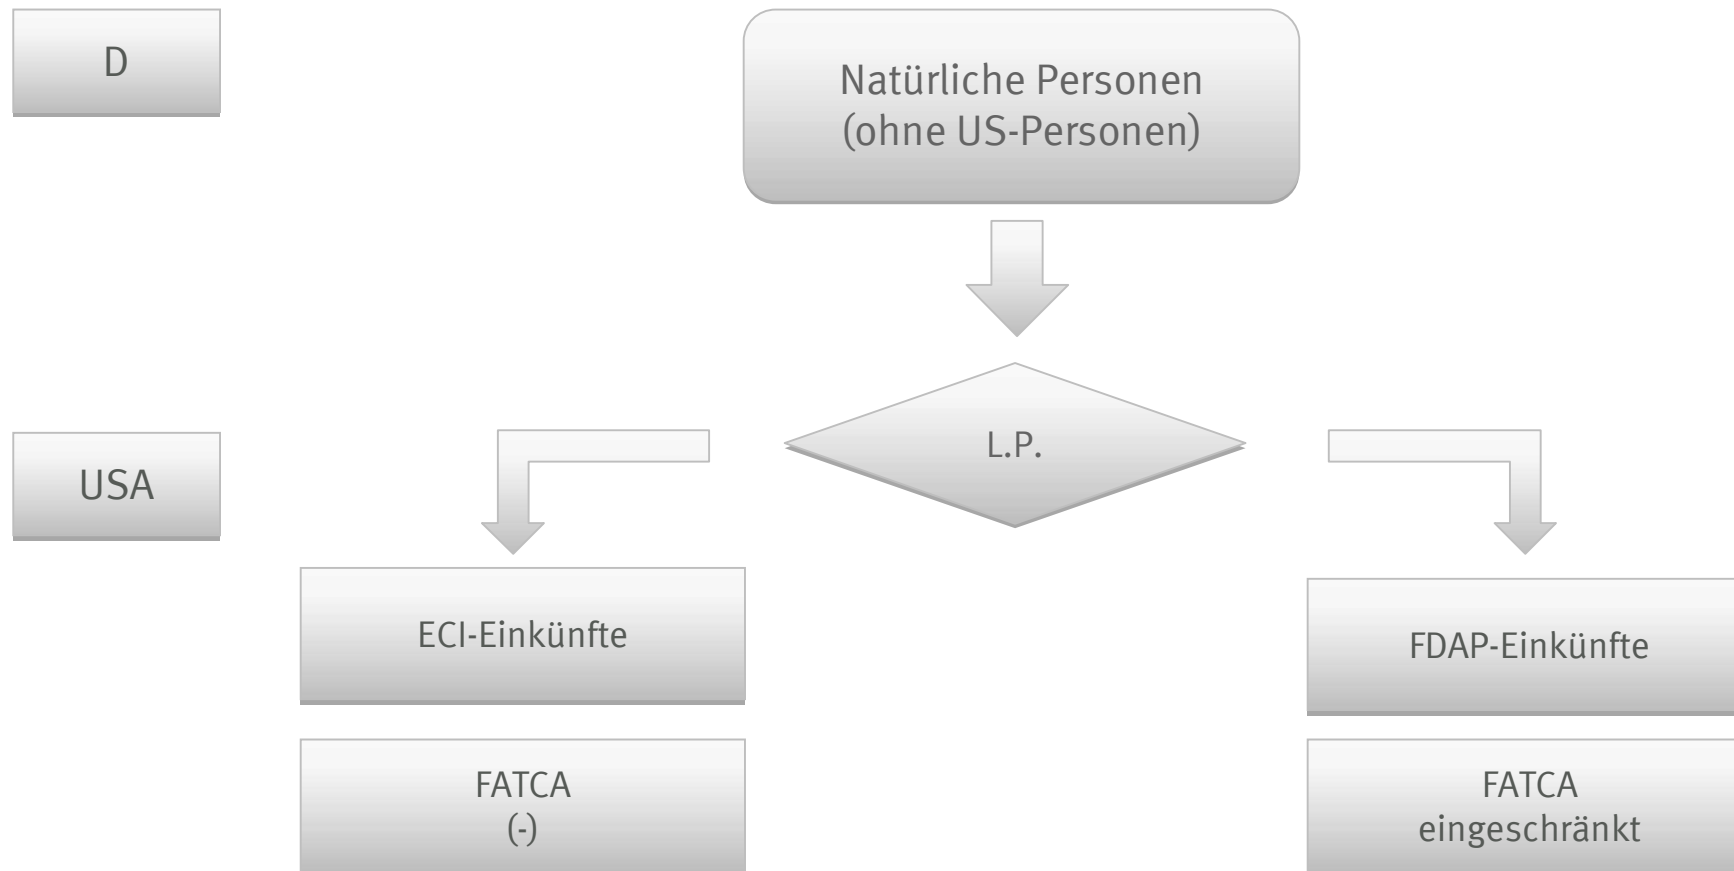 D
Natürliche Personen
(ohne US-Personen)
L.P.
USA
ECI-Einkünfte
FDAP-Einkünfte
FATCA
(-)
FATCA
eingeschränkt